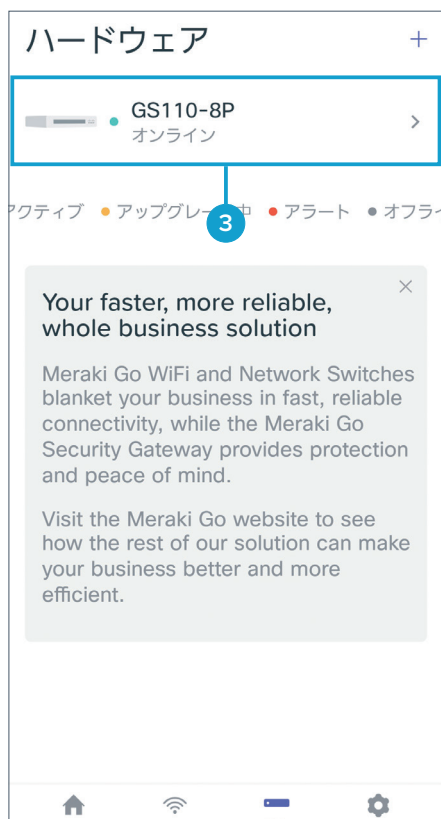 ハードウェア +
GS110-8P
オンライン
アクティブ アップグレー 中 アラート オフライ
3
Your faster, more reliable,
whole business solution
Meraki Go WiFi and Network Switches
blanket your business in fast, reliable
connectivity, while the Meraki Go
Security Gateway provides protection
and peace of mind.
Visit the Meraki Go website to see
how the rest of our solution can make
your business better and more
efficient.